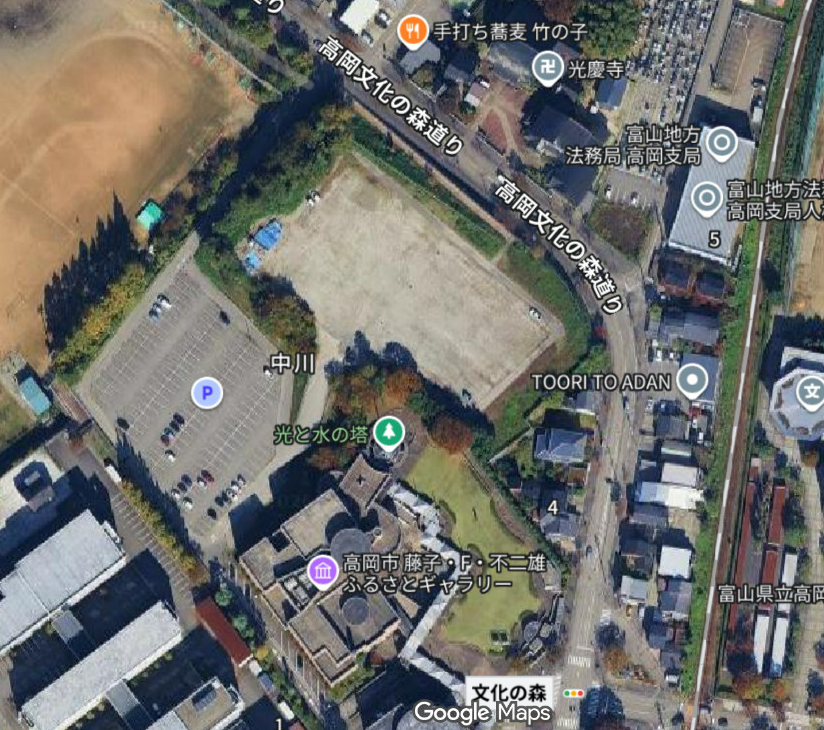 り
手打ち蕎麦 竹の子
高岡文化の森道り
光慶寺
富山地方
法務局 高岡支局
富山地方法務
高岡支局人権
高岡文化の森道り
5
中川
TOORI TO ADAN
P
光と水の塔
文
4
高岡市 藤子・F・不二雄
ふるさとギャラリー
富山県立高岡
文化の森
Google Maps
1